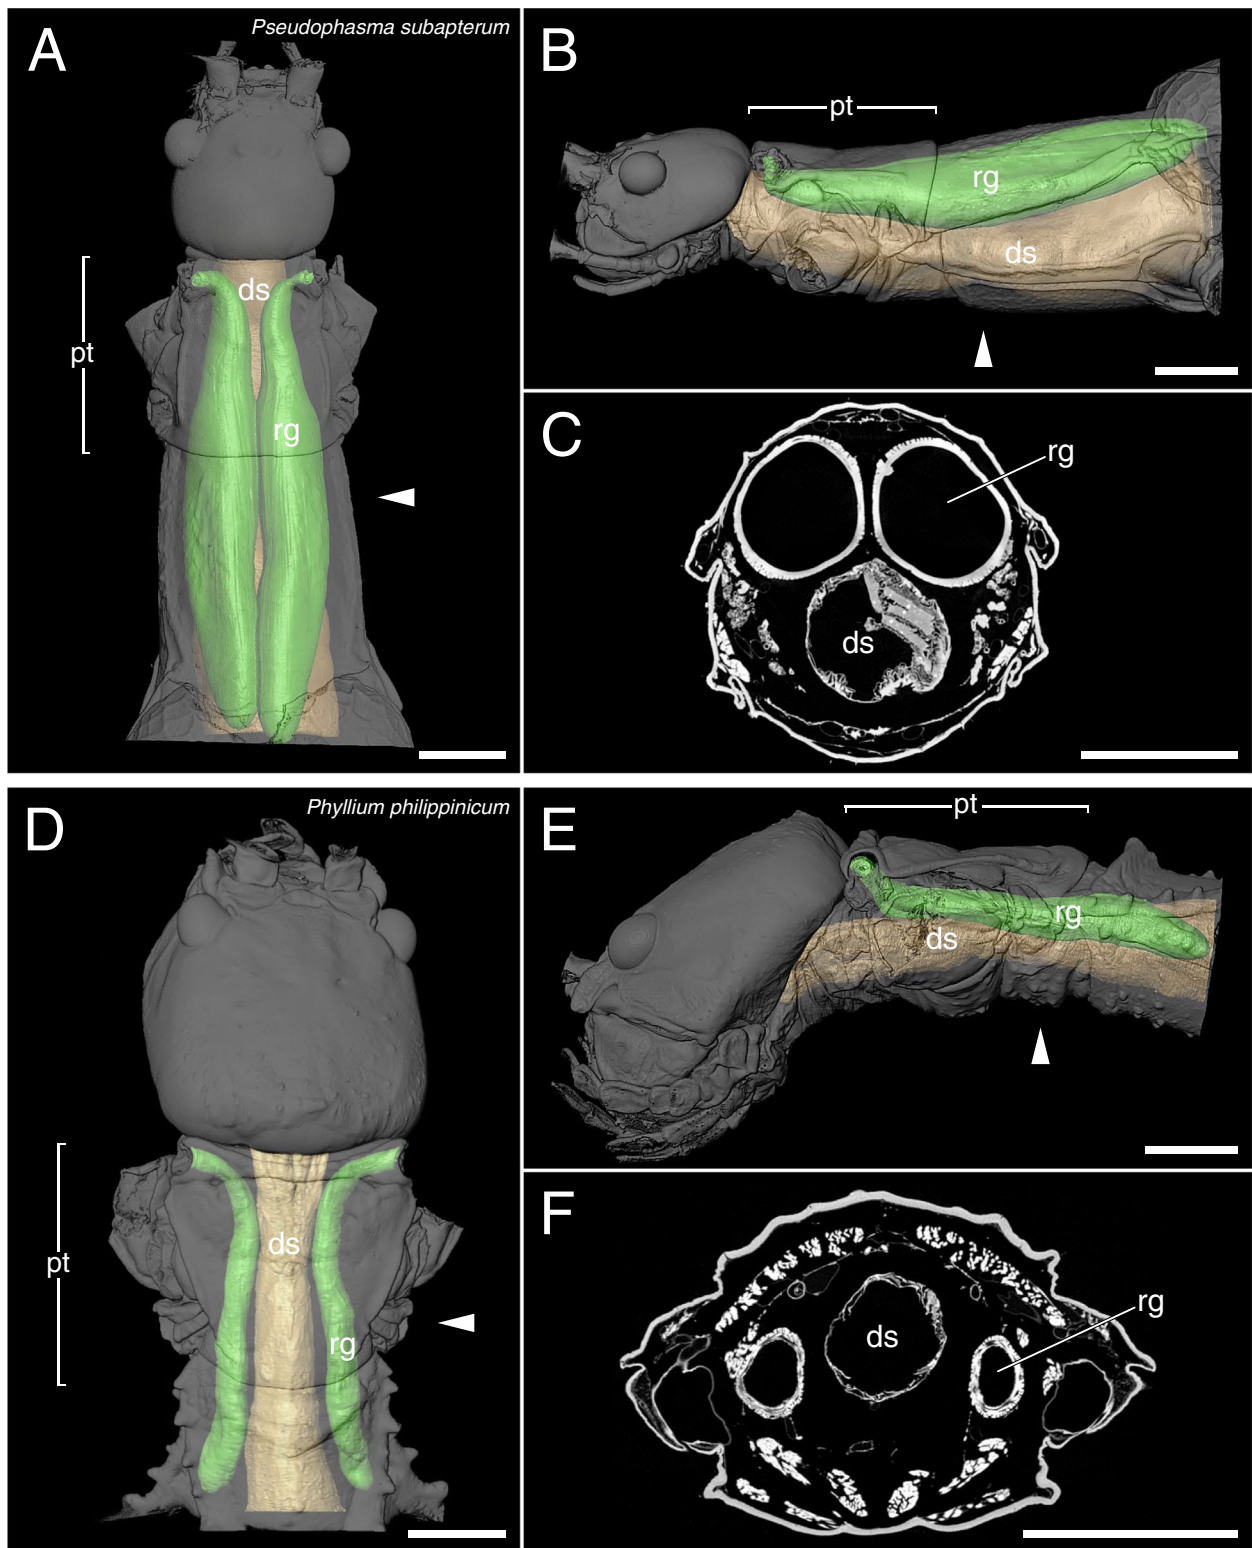 A
Pseudophasma subapterum
ds
pt
rg
B
pt
rg
ds
C
rg
ds
D
Phyllium philippinicum
ds
pt
rg
E
pt
rg
ds
F
rg
ds